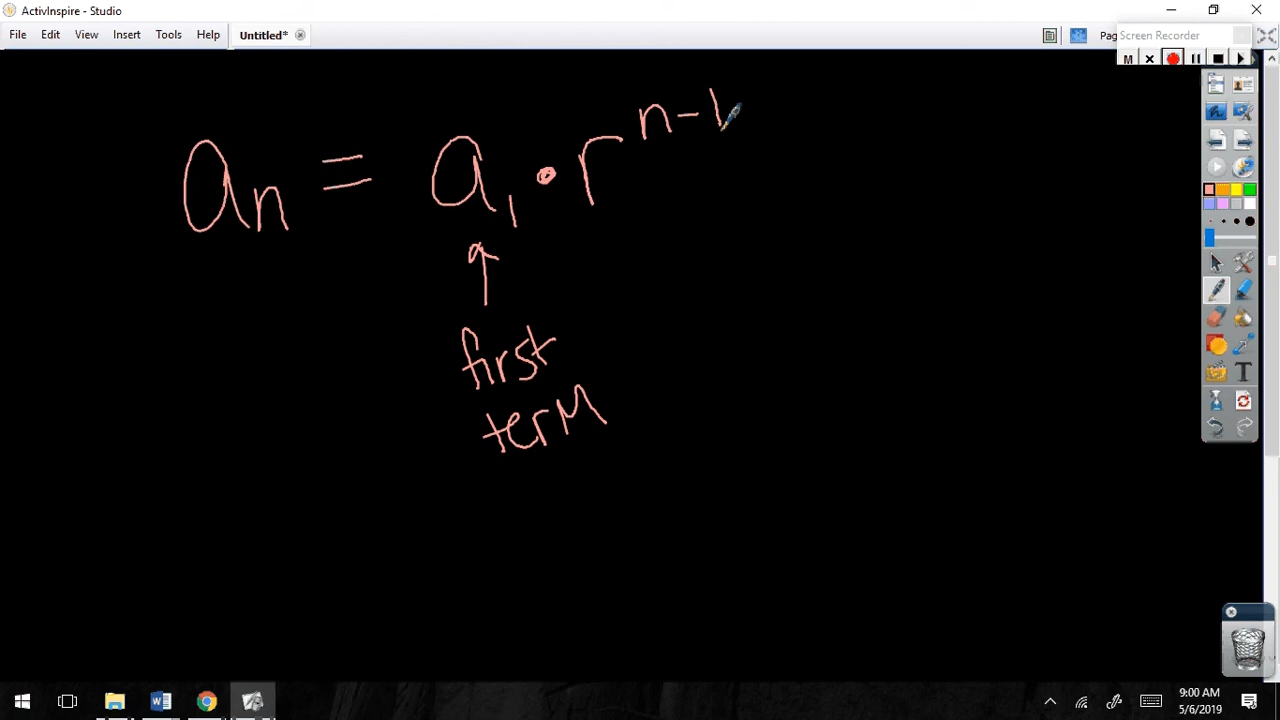 ActivInspire - Studio
File Edit View Insert Tools Help Untitled*
Pag
Screen Recorder
M
aₙ = a₁ • r^(n-1)
first
term
T
9:00 AM
5/6/2019